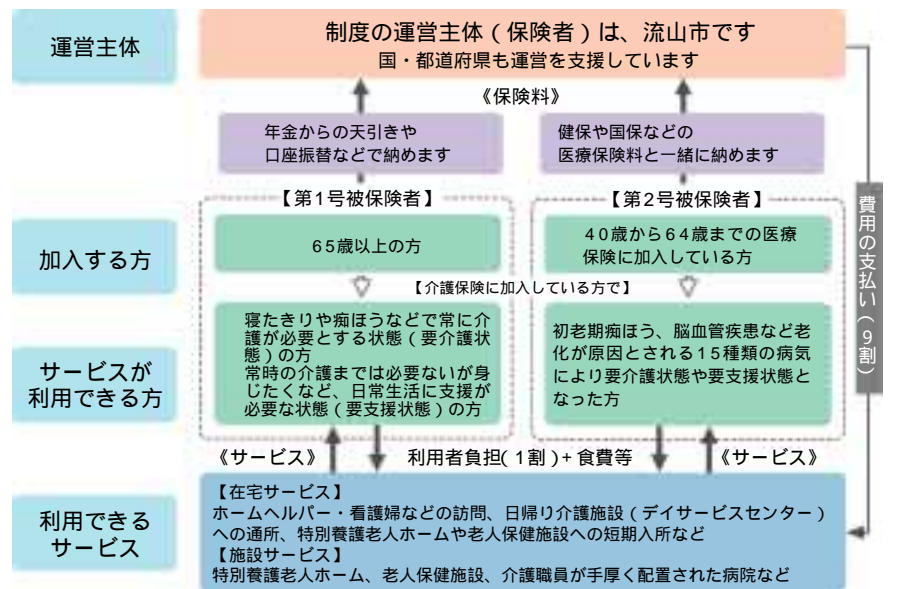 運営主体
制度の運営主体(保険者)は、流山市です
国・都道府県も運営を支援しています
《保険料》
年金からの天引きや
口座振替などで納めます
健保や国保などの
医療保険料と一緒に納めます
【第1号被保険者】
【第2号被保険者】
加入する方
65歳以上の方
40歳から64歳までの医療
保険に加入している方
【介護保険に加入している方で】
サービスが
利用できる方
寝たきりや痴ほうなどで常に介
護が必要とする状態(要介護状
態)の方
常時の介護までは必要ないが身
じたくなど、日常生活に支援が
必要な状態(要支援状態)の方
初老期痴ほう、脳血管疾患など老
化が原因とされる15種類の病気
により要介護状態や要支援状態と
なった方
費用の支払い(9割)
《サービス》
利用者負担(1割)+食費等
《サービス》
利用できる
サービス
【在宅サービス】
ホームヘルパー・看護婦などの訪問、日帰り介護施設(デイサービスセンター)
への通所、特別養護老人ホームや老人保健施設への短期入所など
【施設サービス】
特別養護老人ホーム、老人保健施設、介護職員が手厚く配置された病院など